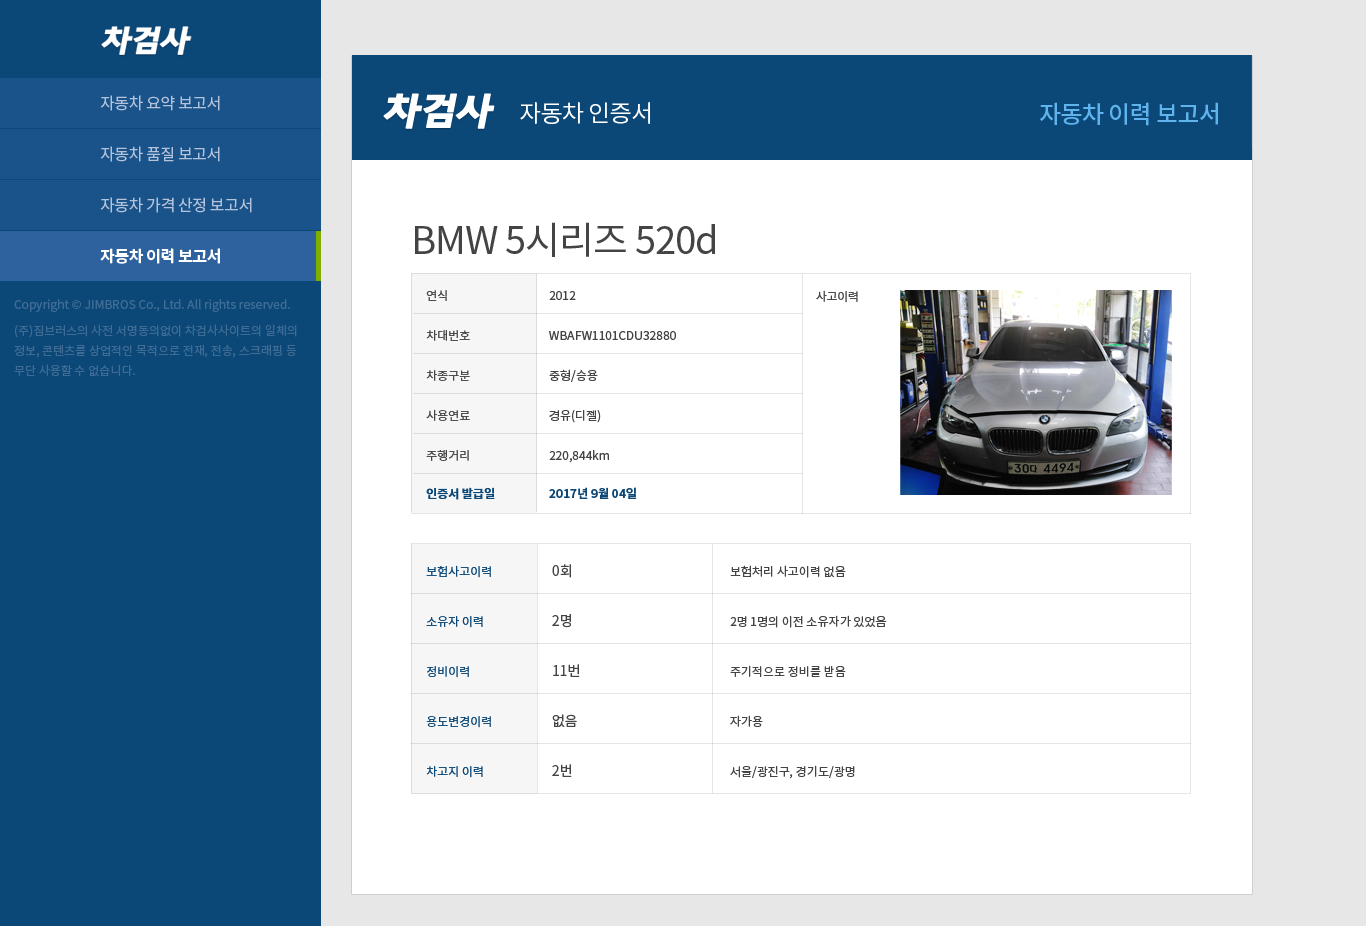 차검사
자동차 요약 보고서
자동차 품질 보고서
자동차 가격 산정 보고서
자동차 이력 보고서
Copyright © JIMBROS Co., Ltd. All rights reserved.
(주)짐브러스의 사전 서명동의없이 차검사사이트의 일체의
정보, 콘텐츠를 상업적인 목적으로 전재, 전송, 스크래핑 등
무단 사용할 수 없습니다.
차검사 자동차 인증서 자동차 이력 보고서
BMW 5시리즈 520d
연식 2012
차대번호 WBAFW1101CDU32880
차종구분 중형/승용
사용연료 경유(디젤)
주행거리 220,844km
인증서 발급일 2017년 9월 04일
사고이력
30다 4494
보험사고이력 0회 보험처리 사고이력 없음
소유자 이력 2명 2명 1명의 이전 소유자가 있었음
정비이력 11번 주기적으로 정비를 받음
용도변경이력 없음 자가용
차고지 이력 2번 서울/광진구, 경기도/광명